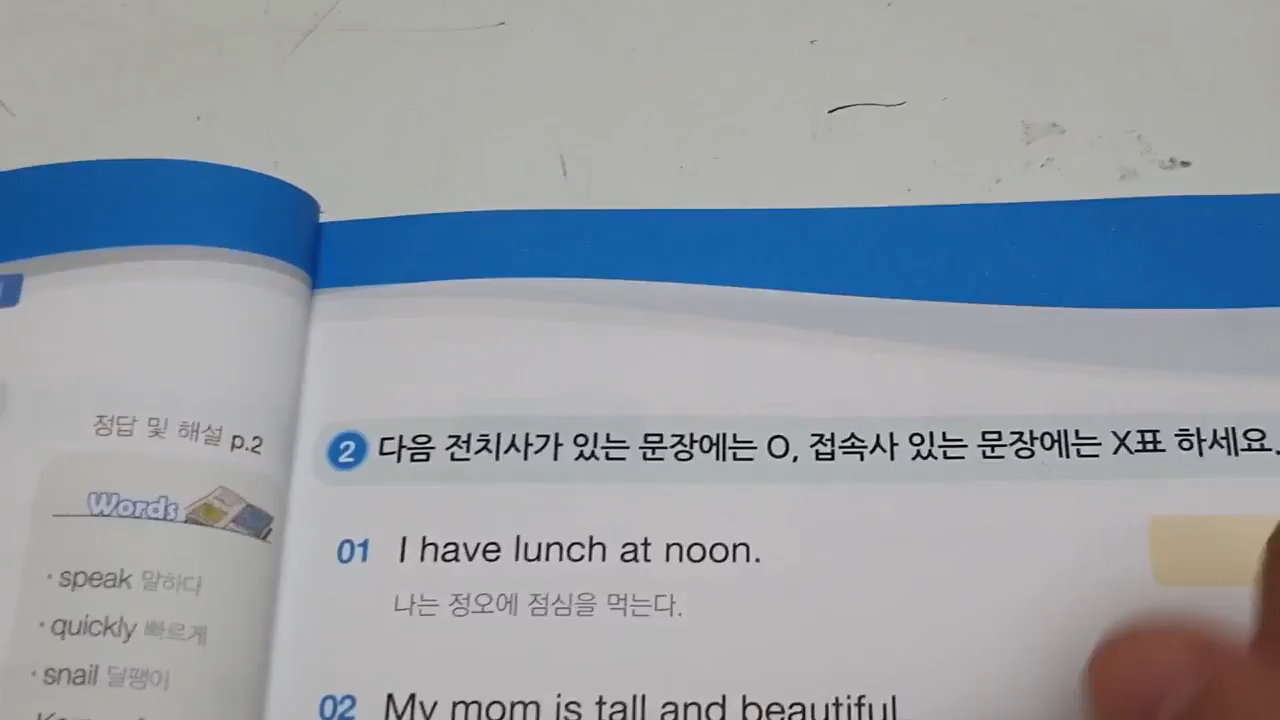 정답 및 해설 p.2
Words
· speak 말하다
· quickly 빠르게
· snail 달팽이
2 다음 전치사가 있는 문장에는 O, 접속사 있는 문장에는 X표 하세요.
01 I have lunch at noon.
나는 정오에 점심을 먹는다.
02 My mom is tall and beautiful.